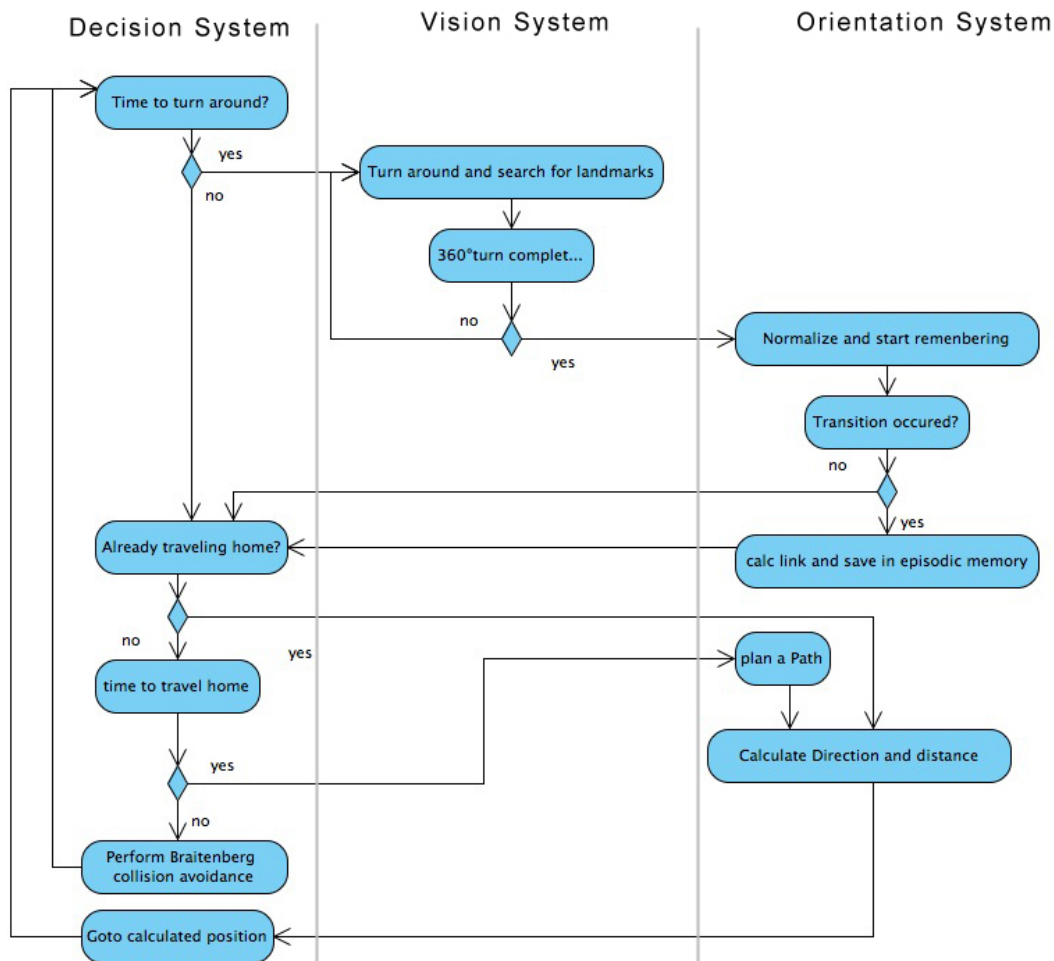 Decision System
Vision System
Orientation System
Time to turn around?
yes
no
Turn around and search for landmarks
360°turn complet...
no
yes
Normalize and start remenbering
Transition occured?
no
yes
Already traveling home?
calc link and save in episodic memory
no
yes
time to travel home
plan a Path
yes
Calculate Direction and distance
no
Perform Braitenberg
collision avoidance
Goto calculated position